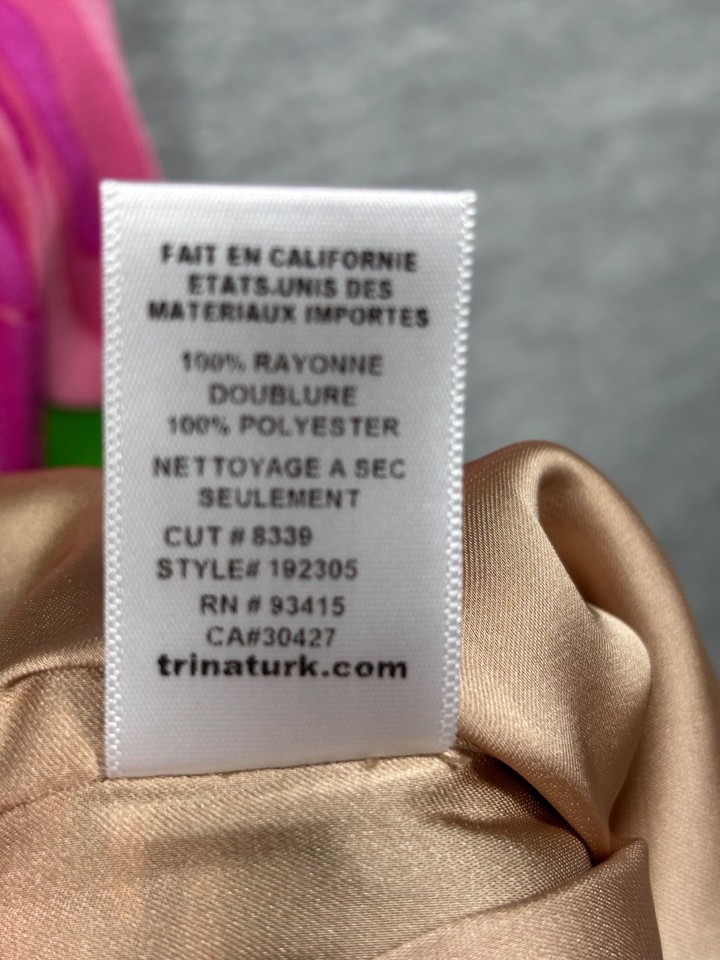 FAIT EN CALIFORNIE
ETATS-UNIS DES
MATERIAUX IMPORTES
100% RAYONNE
DOUBLURE
100% POLYESTER
NETTOYAGE A SEC
SEULEMENT
CUT # 8339
STYLE# 192305
RN # 93415
CA#30427
trinaturk.com